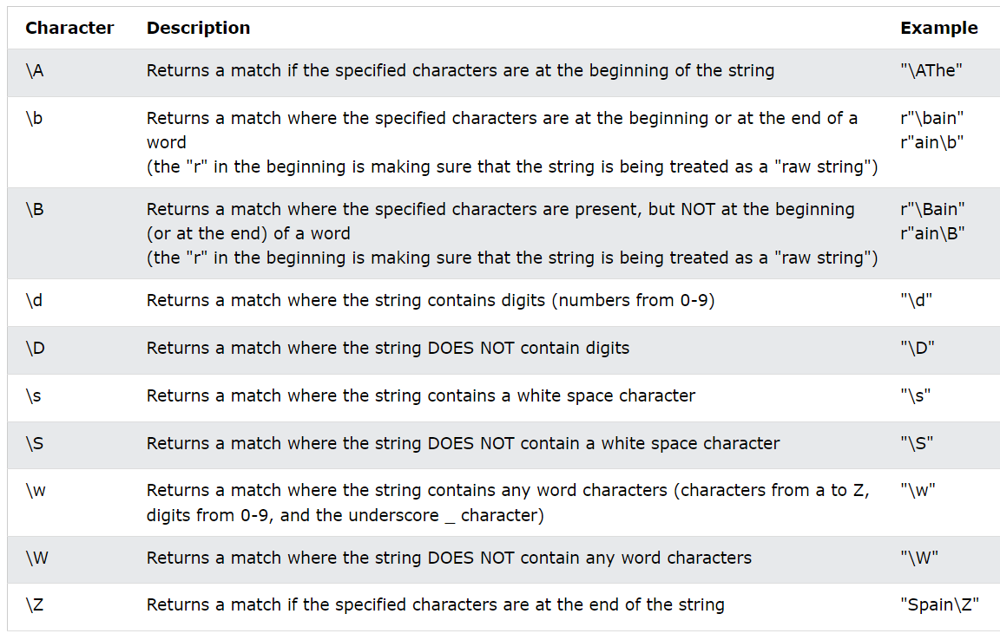 Character Description Example
\A Returns a match if the specified characters are at the beginning of the string "\AThe"
\b Returns a match where the specified characters are at the beginning or at the end of a r"\bain"
word r"ain\b"
(the "r" in the beginning is making sure that the string is being treated as a "raw string")
\B Returns a match where the specified characters are present, but NOT at the beginning r"\Bain"
(or at the end) of a word r"ain\B"
(the "r" in the beginning is making sure that the string is being treated as a "raw string")
\d Returns a match where the string contains digits (numbers from 0-9) "\d"
\D Returns a match where the string DOES NOT contain digits "\D"
\s Returns a match where the string contains a white space character "\s"
\S Returns a match where the string DOES NOT contain a white space character "\S"
\w Returns a match where the string contains any word characters (characters from a to Z, "\w"
digits from 0-9, and the underscore _ character)
\W Returns a match where the string DOES NOT contain any word characters "\W"
\Z Returns a match if the specified characters are at the end of the string "Spain\Z"